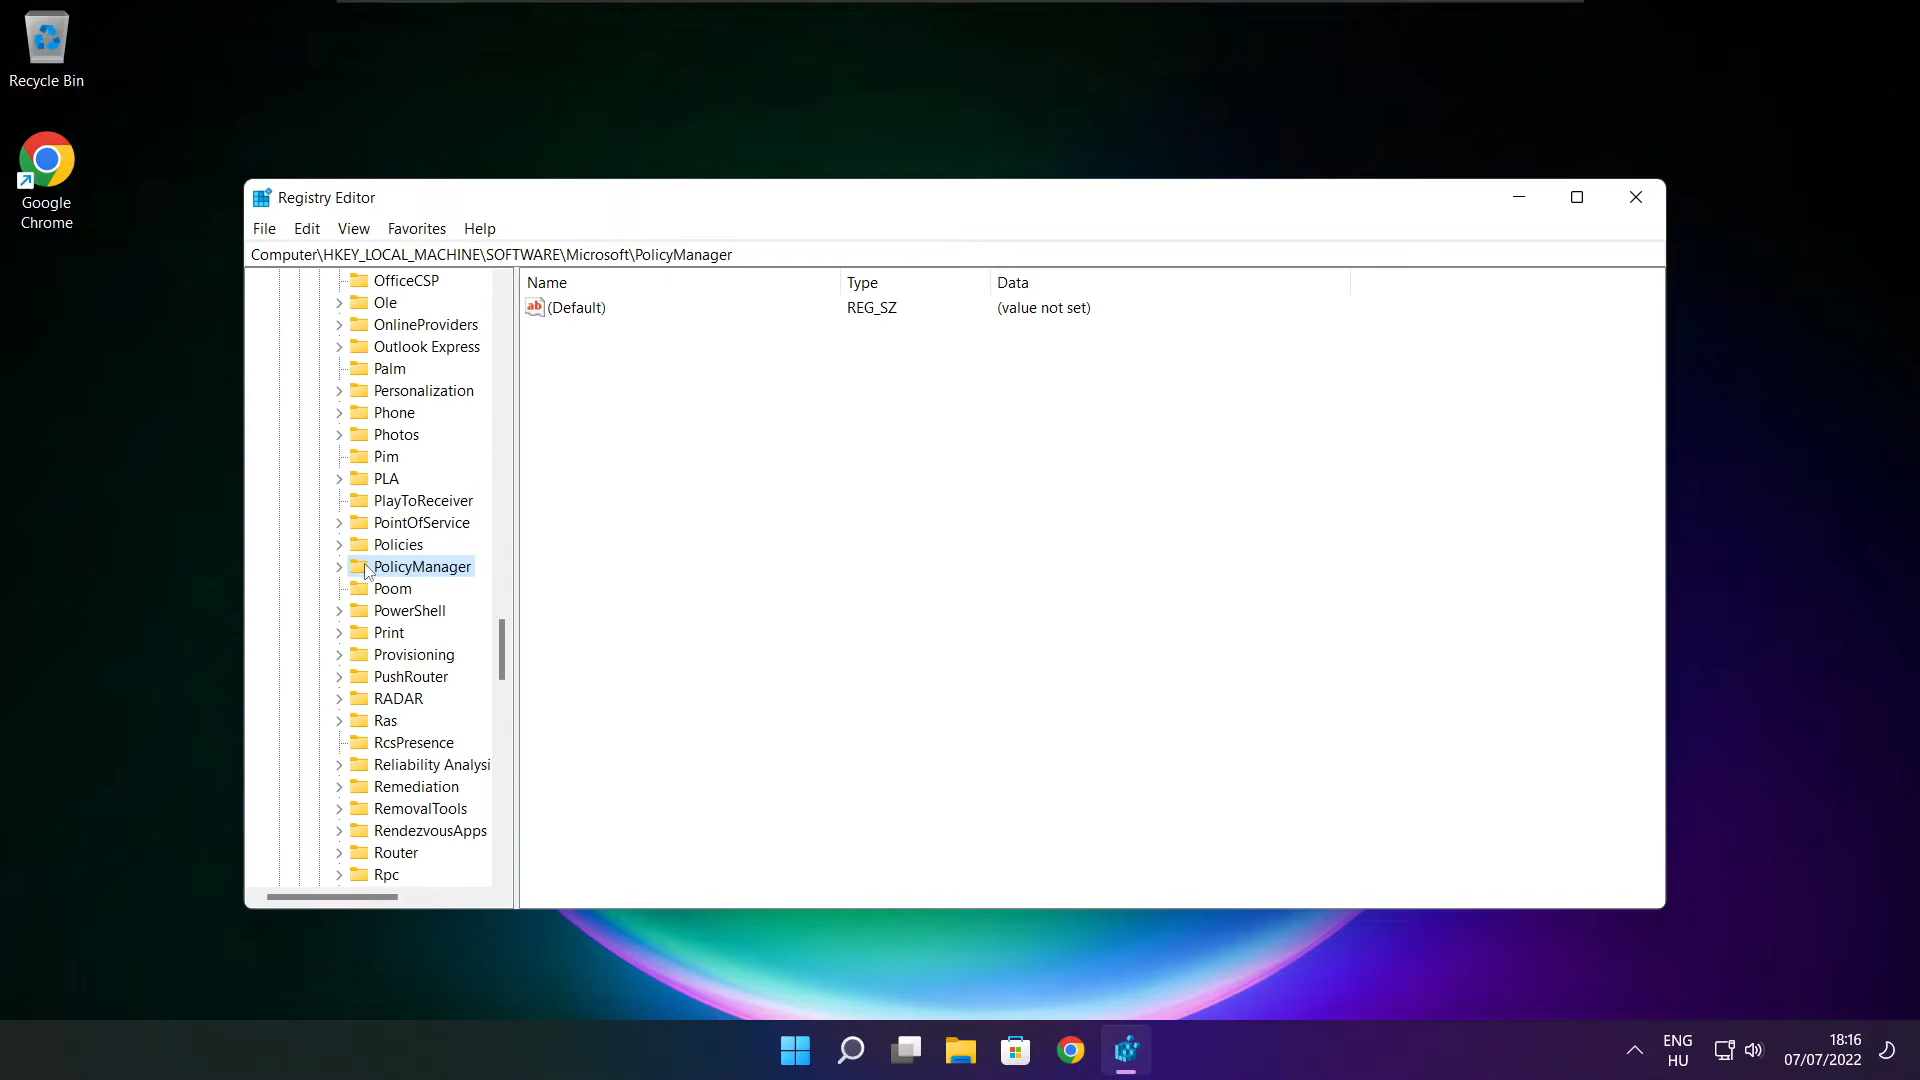 Recycle Bin
Google
Chrome
Registry Editor
File Edit View Favorites Help
Computer\HKEY_LOCAL_MACHINE\SOFTWARE\Microsoft\PolicyManager
OfficeCSP
Ole
OnlineProviders
Outlook Express
Palm
Personalization
Phone
Photos
Pim
PLA
PlayToReceiver
PointOfService
Policies
PolicyManager
Poom
PowerShell
Print
Provisioning
PushRouter
RADAR
Ras
RcsPresence
Reliability Analysi
Remediation
RemovalTools
RendezvousApps
Router
Rpc
Name Type Data
ab (Default) REG_SZ (value not set)
ENG
HU
18:16
07/07/2022